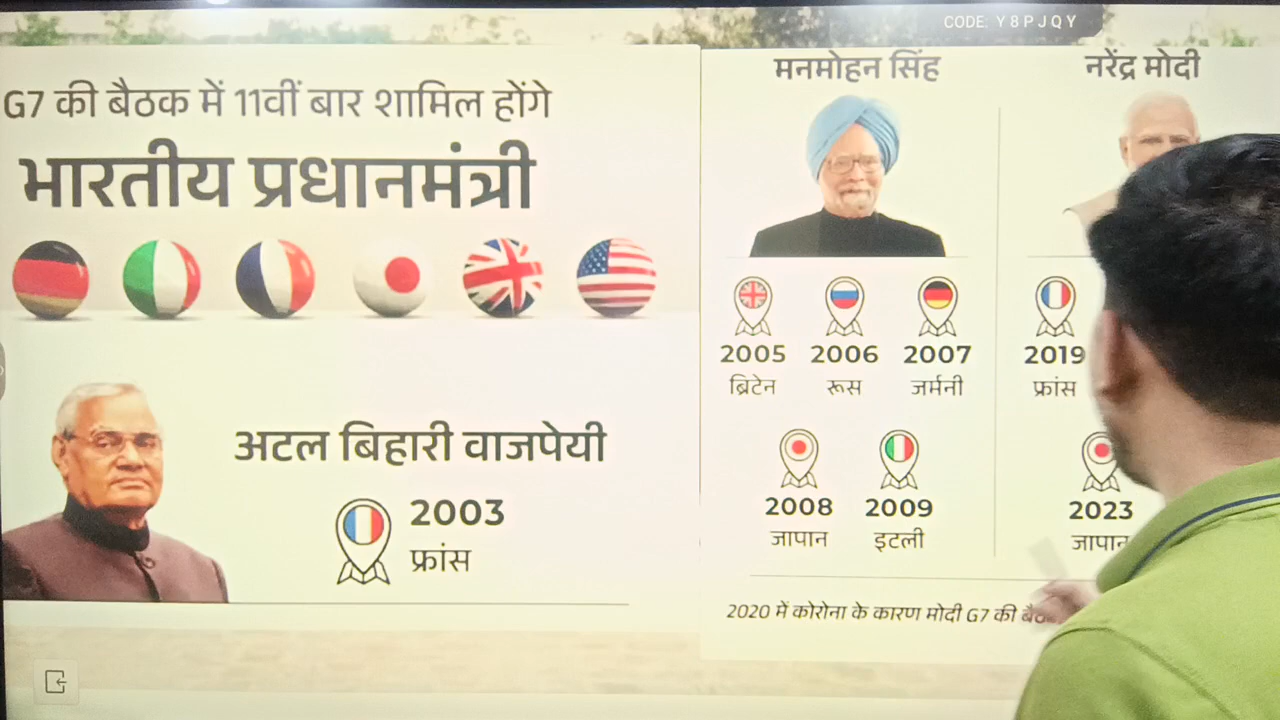 CODE: Y8PJQY
G7 की बैठक में 11वीं बार शामिल होंगे
भारतीय प्रधानमंत्री
अटल बिहारी वाजपेयी
2003
फ्रांस
मनमोहन सिंह
2005 2006 2007
ब्रिटेन रूस जर्मनी
2008 2009
जापान इटली
नरेंद्र मोदी
2019
फ्रांस
2023
जापान
2020 में कोरोना के कारण मोदी G7 की